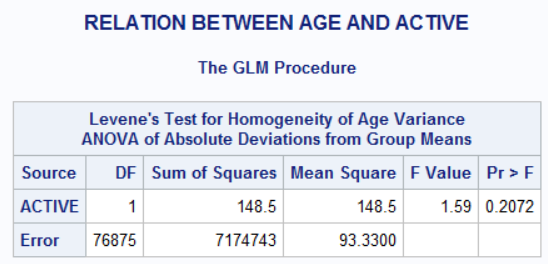 RELATION BETWEEN AGE AND ACTIVE
The GLM Procedure
Levene's Test for Homogeneity of Age Variance
ANOVA of Absolute Deviations from Group Means
Source DF Sum of Squares Mean Square F Value Pr > F
ACTIVE 1 148.5 148.5 1.59 0.2072
Error 76875 7174743 93.3300